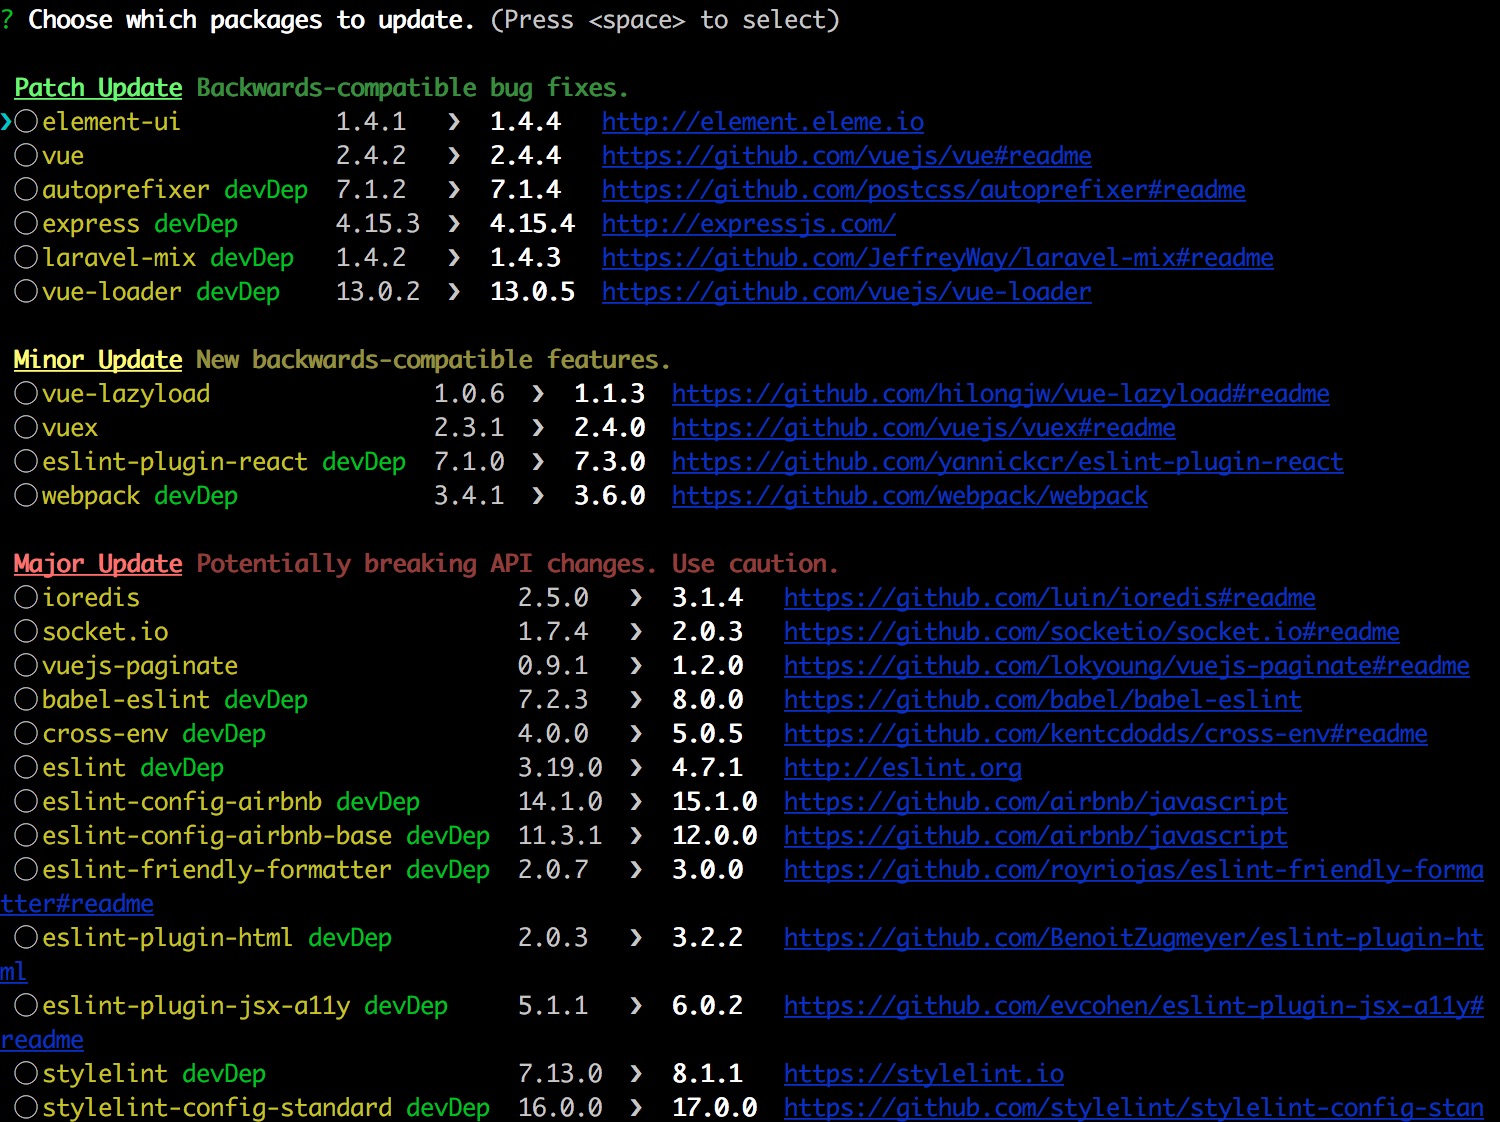 ? Choose which packages to update. (Press <space> to select)
Patch Update Backwards-compatible bug fixes.
❯◯ element-ui 1.4.1 ❯ 1.4.4 http://element.eleme.io
◯ vue 2.4.2 ❯ 2.4.4 https://github.com/vuejs/vue#readme
◯ autoprefixer devDep 7.1.2 ❯ 7.1.4 https://github.com/postcss/autoprefixer#readme
◯ express devDep 4.15.3 ❯ 4.15.4 http://expressjs.com/
◯ laravel-mix devDep 1.4.2 ❯ 1.4.3 https://github.com/JeffreyWay/laravel-mix#readme
◯ vue-loader devDep 13.0.2 ❯ 13.0.5 https://github.com/vuejs/vue-loader
Minor Update New backwards-compatible features.
◯ vue-lazyload 1.0.6 ❯ 1.1.3 https://github.com/hilongjw/vue-lazyload#readme
◯ vuex 2.3.1 ❯ 2.4.0 https://github.com/vuejs/vuex#readme
◯ eslint-plugin-react devDep 7.1.0 ❯ 7.3.0 https://github.com/yannickcr/eslint-plugin-react
◯ webpack devDep 3.4.1 ❯ 3.6.0 https://github.com/webpack/webpack
Major Update Potentially breaking API changes. Use caution.
◯ ioredis 2.5.0 ❯ 3.1.4 https://github.com/luin/ioredis#readme
◯ socket.io 1.7.4 ❯ 2.0.3 https://github.com/socketio/socket.io#readme
◯ vuejs-paginate 0.9.1 ❯ 1.2.0 https://github.com/lokyoung/vuejs-paginate#readme
◯ babel-eslint devDep 7.2.3 ❯ 8.0.0 https://github.com/babel/babel-eslint
◯ cross-env devDep 4.0.0 ❯ 5.0.5 https://github.com/kentcdodds/cross-env#readme
◯ eslint devDep 3.19.0 ❯ 4.7.1 http://eslint.org
◯ eslint-config-airbnb devDep 14.1.0 ❯ 15.1.0 https://github.com/airbnb/javascript
◯ eslint-config-airbnb-base devDep 11.3.1 ❯ 12.0.0 https://github.com/airbnb/javascript
◯ eslint-friendly-formatter devDep 2.0.7 ❯ 3.0.0 https://github.com/royriojas/eslint-friendly-forma
tter#readme
◯ eslint-plugin-html devDep 2.0.3 ❯ 3.2.2 https://github.com/BenoitZugmeyer/eslint-plugin-ht
ml
◯ eslint-plugin-jsx-a11y devDep 5.1.1 ❯ 6.0.2 https://github.com/evcohen/eslint-plugin-jsx-a11y#
readme
◯ stylelint devDep 7.13.0 ❯ 8.1.1 https://stylelint.io
◯ stylelint-config-standard devDep 16.0.0 ❯ 17.0.0 https://github.com/stylelint/stylelint-config-stan